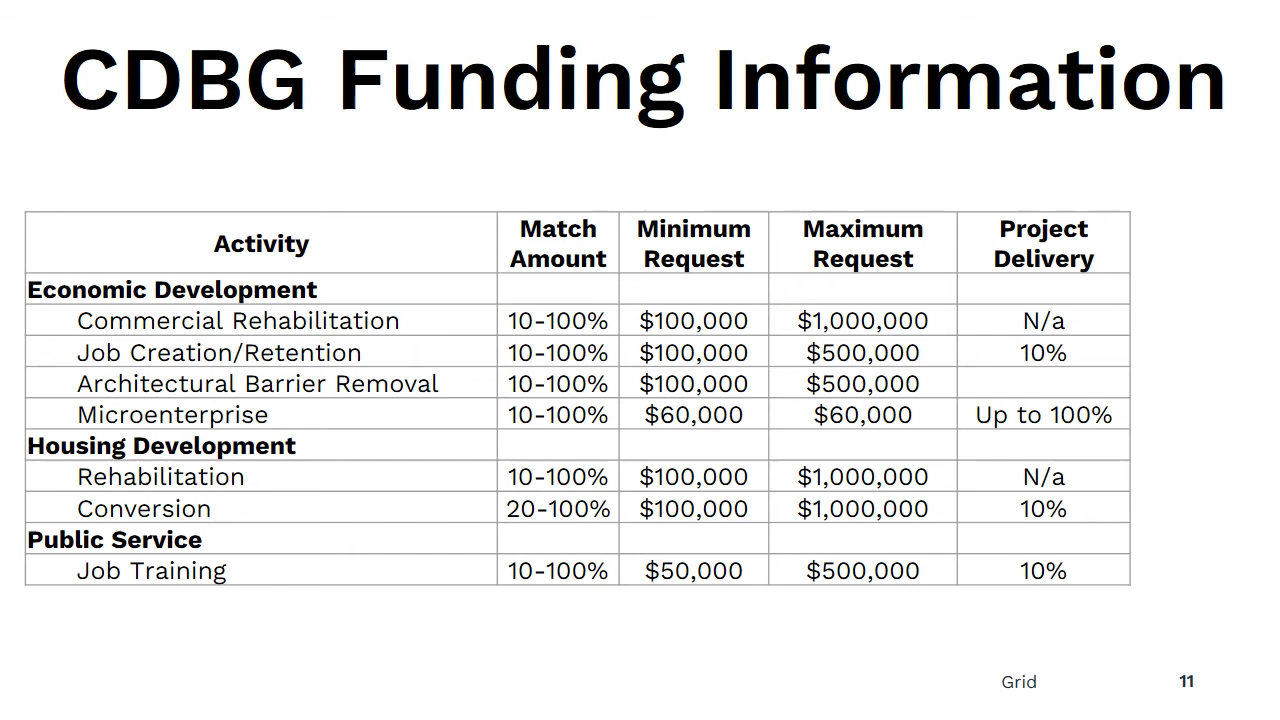 CDBG Funding Information
Activity Match Amount Minimum Request Maximum Request Project Delivery
Economic Development
Commercial Rehabilitation 10-100% $100,000 $1,000,000 N/a
Job Creation/Retention 10-100% $100,000 $500,000 10%
Architectural Barrier Removal 10-100% $100,000 $500,000
Microenterprise 10-100% $60,000 $60,000 Up to 100%
Housing Development
Rehabilitation 10-100% $100,000 $1,000,000 N/a
Conversion 20-100% $100,000 $1,000,000 10%
Public Service
Job Training 10-100% $50,000 $500,000 10%
Grid 11